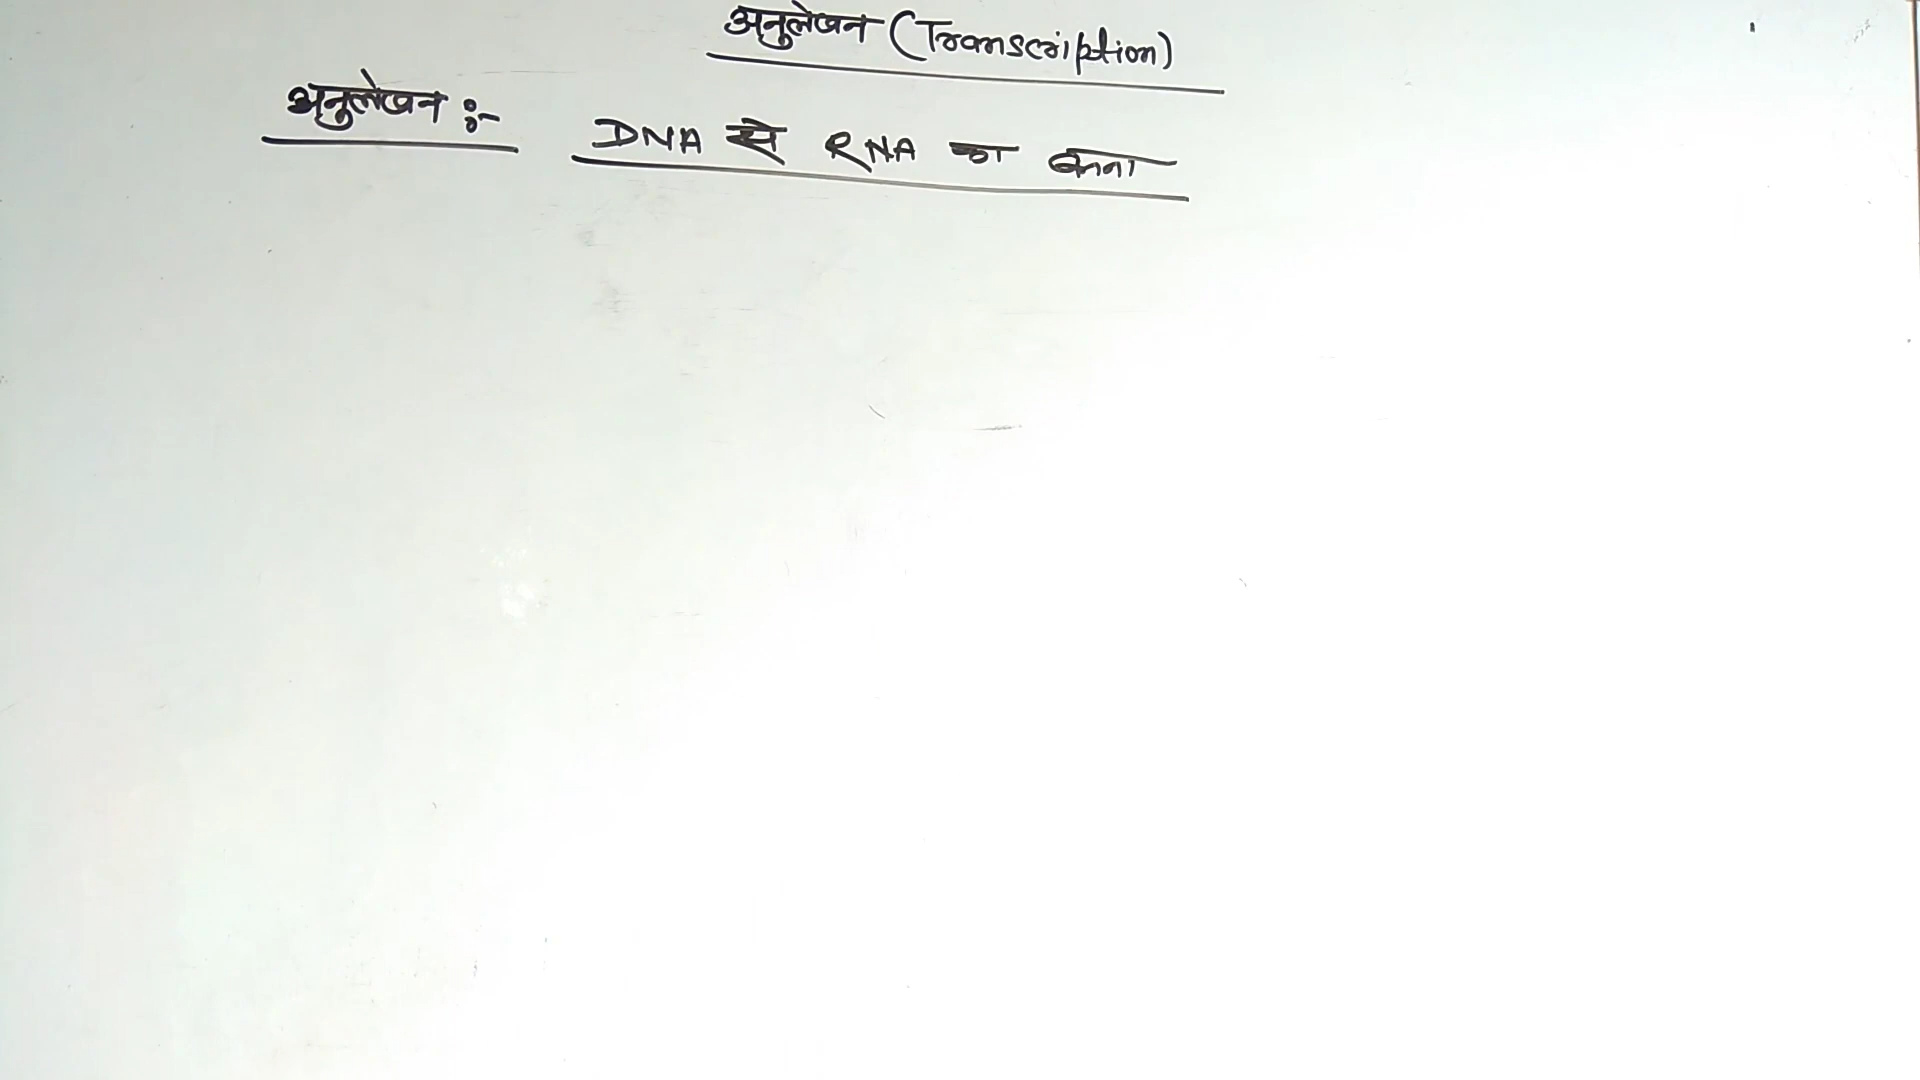 अनुलेखन (Transcription)
अनुलेखन :- DNA से RNA का बनना